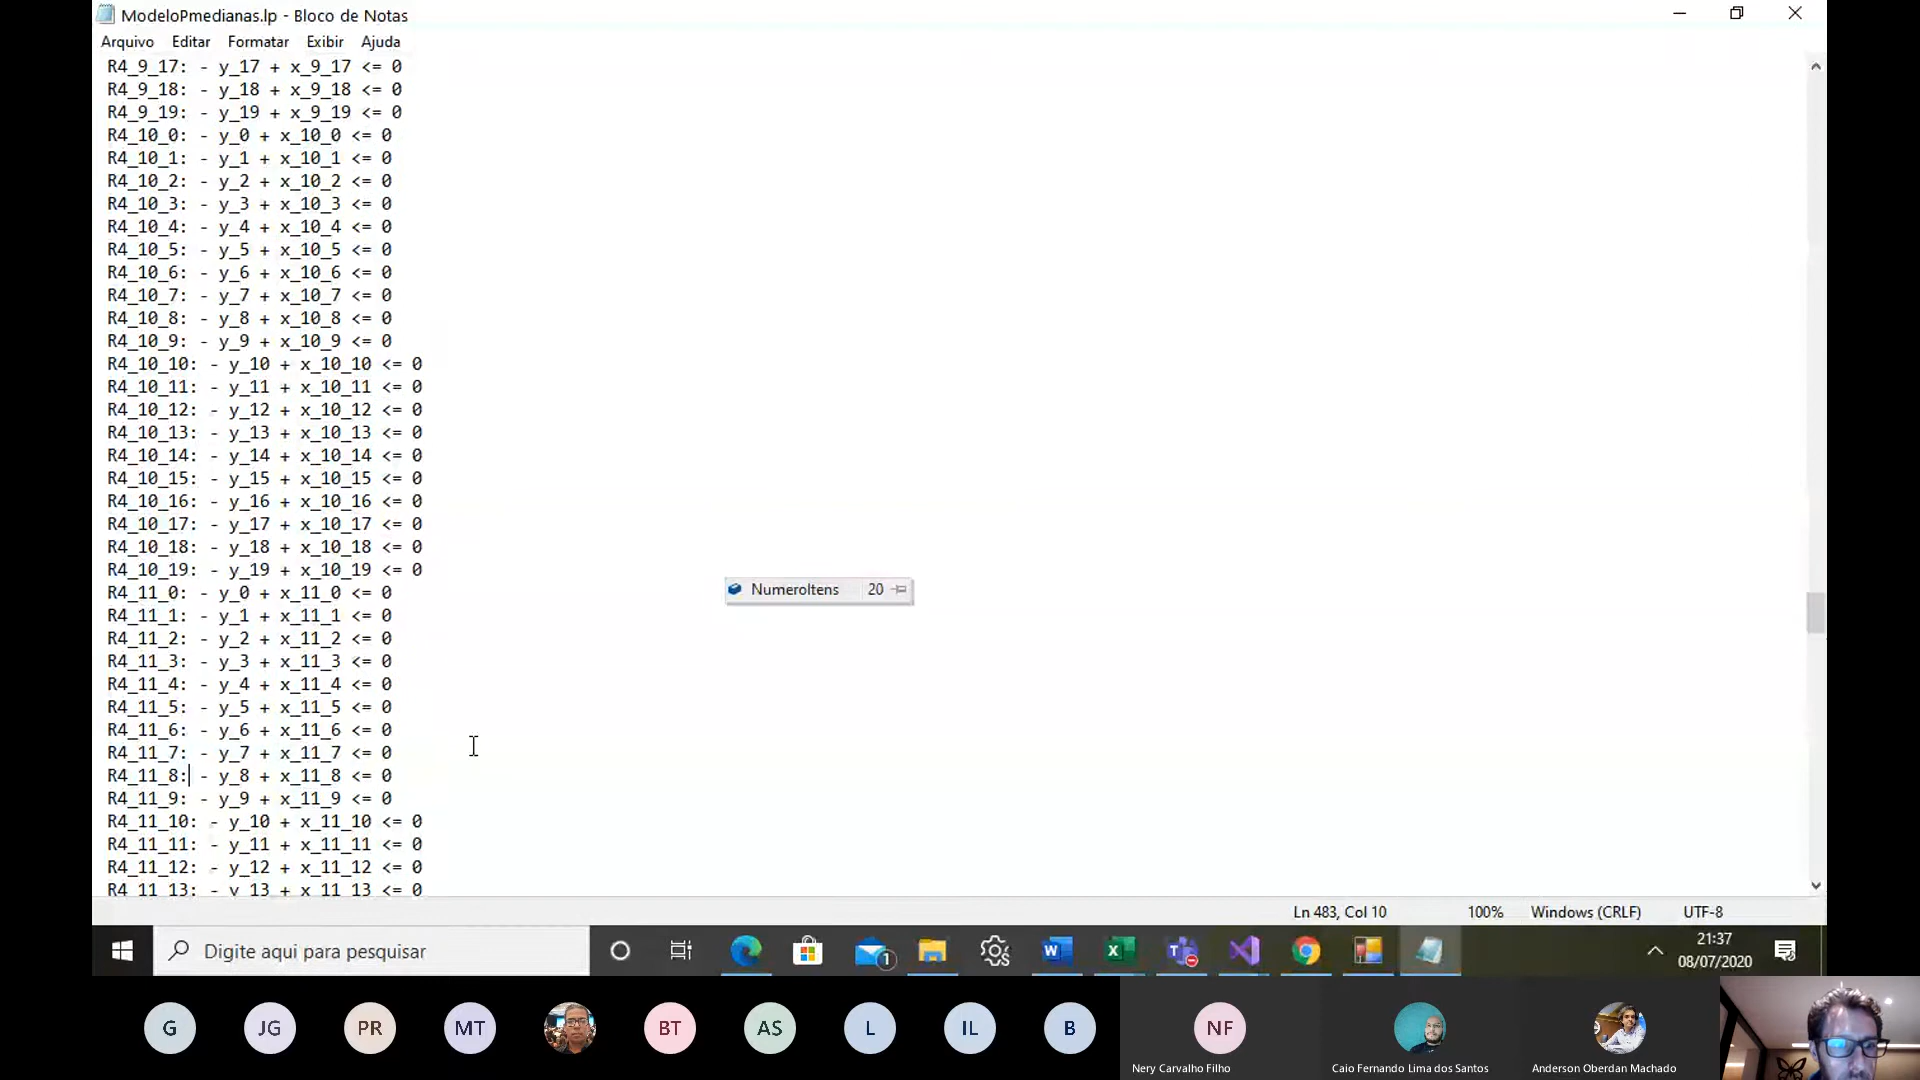 ModeloPmedianas.lp - Bloco de Notas
Arquivo Editar Formatar Exibir Ajuda
R4_9_17: - y_17 + x_9_17 <= 0
R4_9_18: - y_18 + x_9_18 <= 0
R4_9_19: - y_19 + x_9_19 <= 0
R4_10_0: - y_0 + x_10_0 <= 0
R4_10_1: - y_1 + x_10_1 <= 0
R4_10_2: - y_2 + x_10_2 <= 0
R4_10_3: - y_3 + x_10_3 <= 0
R4_10_4: - y_4 + x_10_4 <= 0
R4_10_5: - y_5 + x_10_5 <= 0
R4_10_6: - y_6 + x_10_6 <= 0
R4_10_7: - y_7 + x_10_7 <= 0
R4_10_8: - y_8 + x_10_8 <= 0
R4_10_9: - y_9 + x_10_9 <= 0
R4_10_10: - y_10 + x_10_10 <= 0
R4_10_11: - y_11 + x_10_11 <= 0
R4_10_12: - y_12 + x_10_12 <= 0
R4_10_13: - y_13 + x_10_13 <= 0
R4_10_14: - y_14 + x_10_14 <= 0
R4_10_15: - y_15 + x_10_15 <= 0
R4_10_16: - y_16 + x_10_16 <= 0
R4_10_17: - y_17 + x_10_17 <= 0
R4_10_18: - y_18 + x_10_18 <= 0
R4_10_19: - y_19 + x_10_19 <= 0
NumeroItens 20
R4_11_0: - y_0 + x_11_0 <= 0
R4_11_1: - y_1 + x_11_1 <= 0
R4_11_2: - y_2 + x_11_2 <= 0
R4_11_3: - y_3 + x_11_3 <= 0
R4_11_4: - y_4 + x_11_4 <= 0
R4_11_5: - y_5 + x_11_5 <= 0
R4_11_6: - y_6 + x_11_6 <= 0
R4_11_7: - y_7 + x_11_7 <= 0
R4_11_8: - y_8 + x_11_8 <= 0
R4_11_9: - y_9 + x_11_9 <= 0
R4_11_10: - y_10 + x_11_10 <= 0
R4_11_11: - y_11 + x_11_11 <= 0
R4_11_12: - y_12 + x_11_12 <= 0
R4_11_13: - y_13 + x_11_13 <= 0
Ln 483, Col 10 100% Windows (CRLF) UTF-8
Digite aqui para pesquisar
1
21:37
08/07/2020
G JG PR MT BT AS L IL B NF
Nery Carvalho Filho Caio Fernando Lima dos Santos Anderson Oberdan Machado